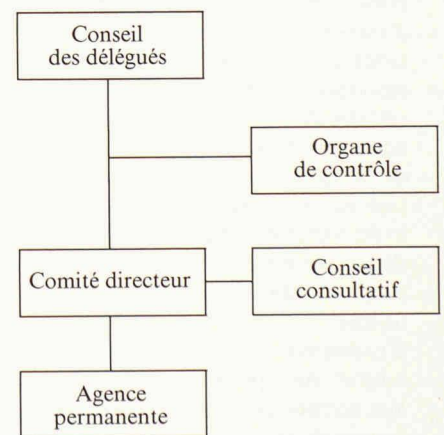 Conseil
des délégués
Organe
de contrôle
Comité directeur
Conseil
consultatif
Agence
permanente